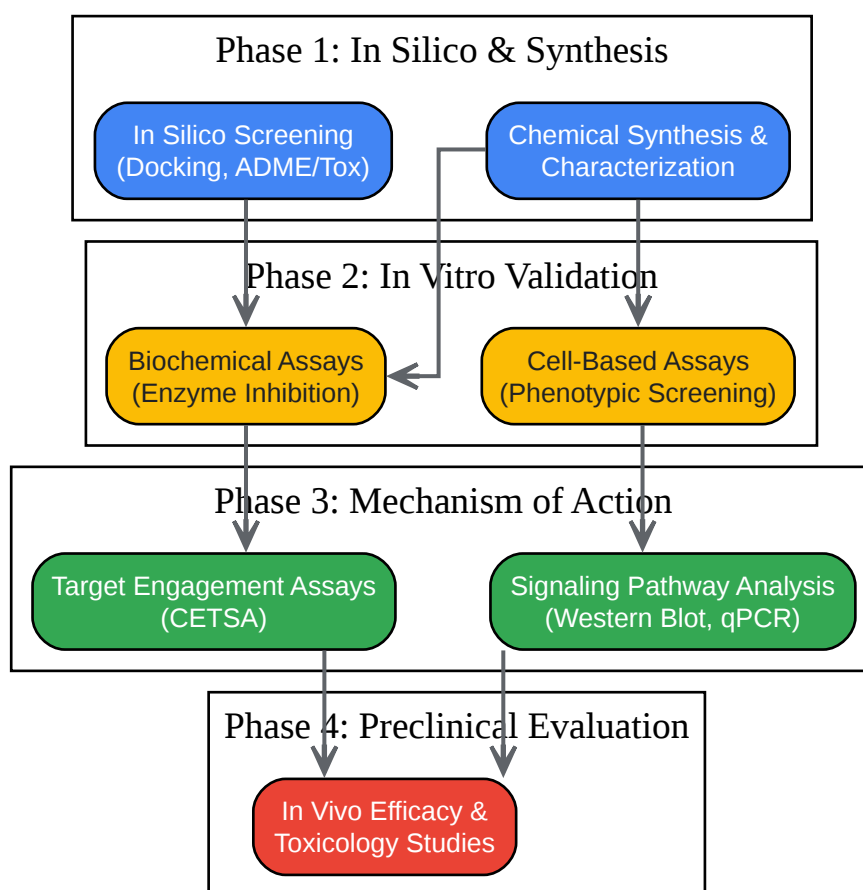 Phase 1: In Silico & Synthesis
In Silico Screening
(Docking, ADME/Tox)
Chemical Synthesis &
Characterization
Phase 2: In Vitro Validation
Biochemical Assays
(Enzyme Inhibition)
Cell-Based Assays
(Phenotypic Screening)
Phase 3: Mechanism of Action
Target Engagement Assays
(CETSA)
Signaling Pathway Analysis
(Western Blot, qPCR)
Phase 4: Preclinical Evaluation
In Vivo Efficacy &
Toxicology Studies